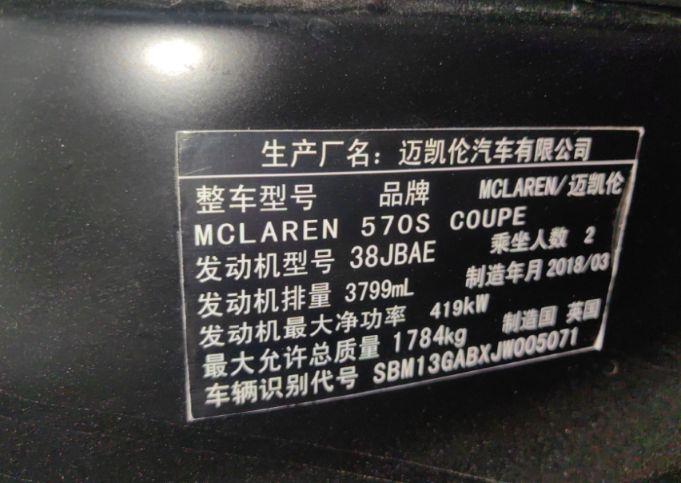 生产厂名：迈凯伦汽车有限公司
整车型号 品牌 MCLAREN/迈凯伦
MCLAREN 570S COUPE
发动机型号 38JBAE 乘坐人数 2
发动机排量 3799mL 制造年月 2018/03
发动机最大净功率 419kW
最大允许总质量 1784kg 制造国 英国
车辆识别代号 SBM13GABXJW005071